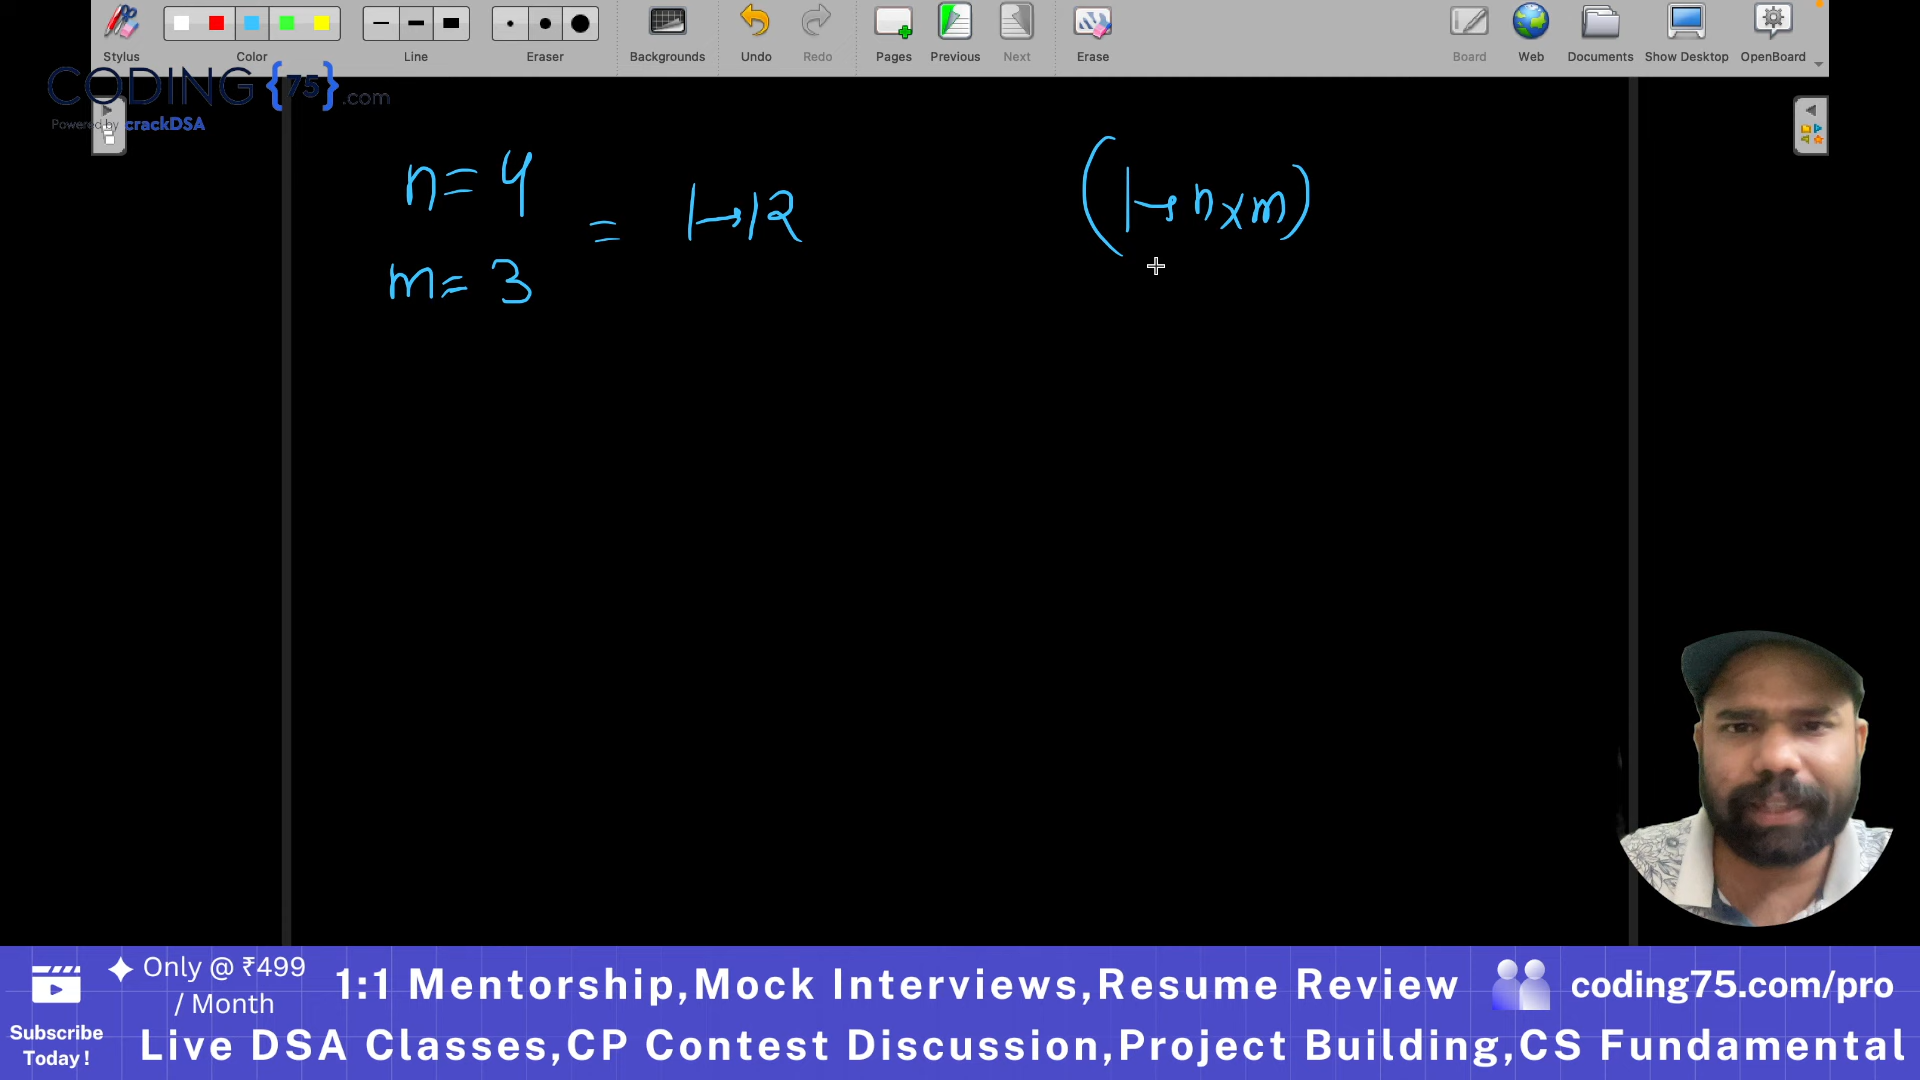 Stylus
Color
Line
Eraser
Backgrounds
Undo
Redo
Pages
Previous
Next
Erase
Board
Web
Documents
Show Desktop
OpenBoard
CODING {75} .com
Powered by crackDSA
n = 4
m = 3
= 1→12
(1→ n x m)
Only @ ₹499
/ Month
1:1 Mentorship,Mock Interviews,Resume Review
coding75.com/pro
Subscribe
Today !
Live DSA Classes,CP Contest Discussion,Project Building,CS Fundamental